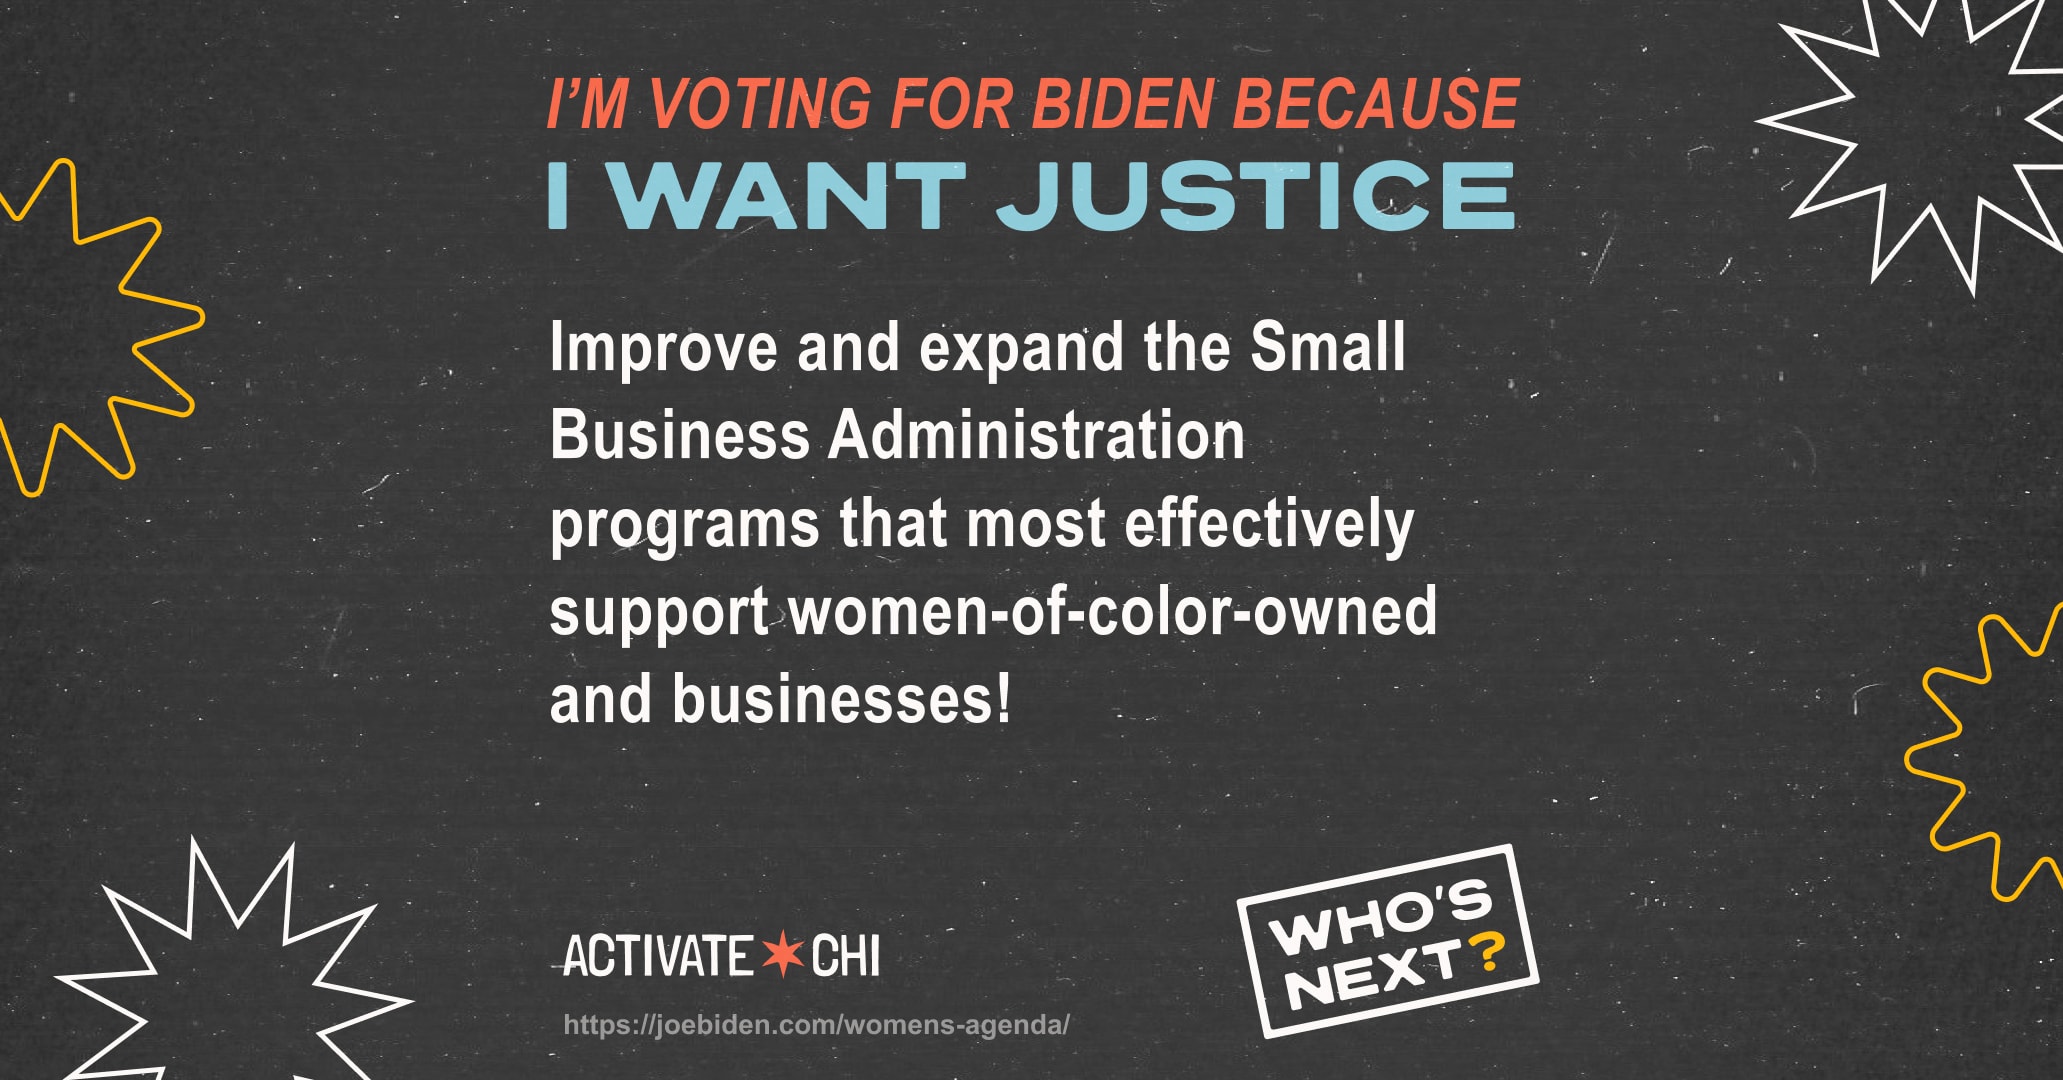 I’M VOTING FOR BIDEN BECAUSE
I WANT JUSTICE
Improve and expand the Small
Business Administration
programs that most effectively
support women-of-color-owned
and businesses!
ACTIVATE CHI
https://joebiden.com/womens-agenda/
WHO'S
NEXT?